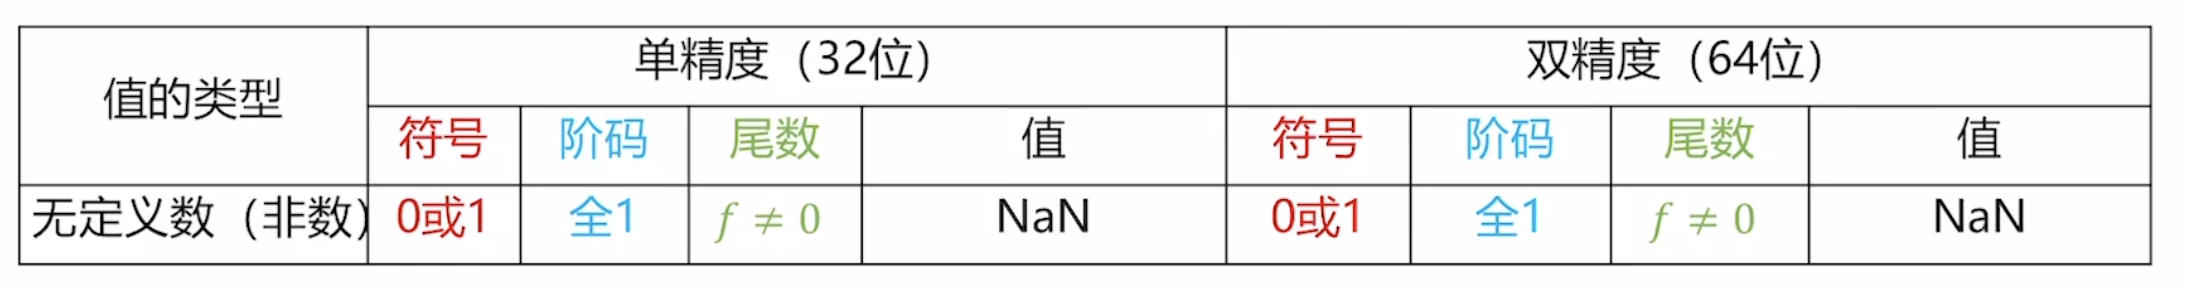 值的类型 单精度（32位） 双精度（64位）
符号 阶码 尾数 值 符号 阶码 尾数 值
无定义数（非数） 0或1 全1 f ≠ 0 NaN 0或1 全1 f ≠ 0 NaN